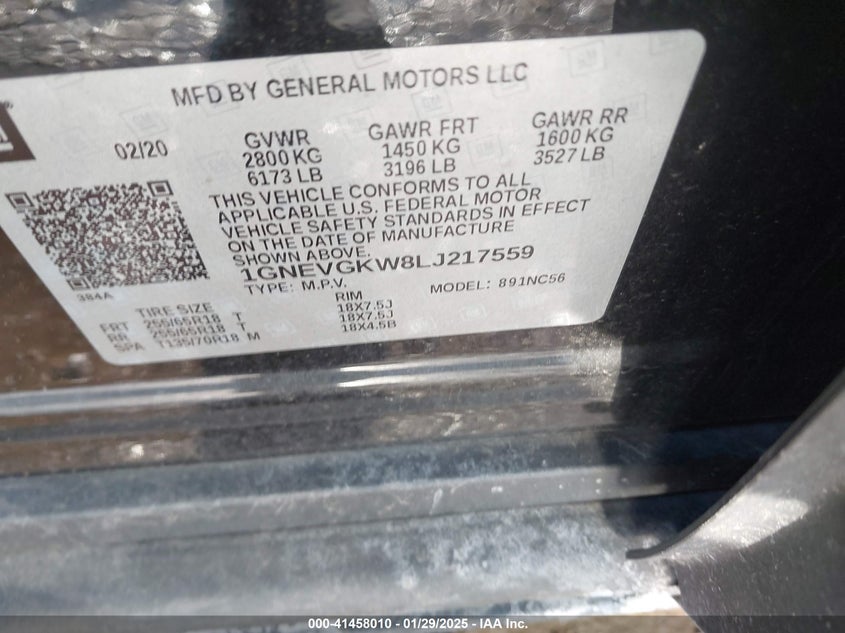 MFD BY GENERAL MOTORS LLC
02/20
GVWR
2800 KG
6173 LB
GAWR FRT
1450 KG
3196 LB
GAWR RR
1600 KG
3527 LB
THIS VEHICLE CONFORMS TO ALL
APPLICABLE U.S. FEDERAL MOTOR
VEHICLE SAFETY STANDARDS IN EFFECT
ON THE DATE OF MANUFACTURE
SHOWN ABOVE.
1GNEVGKW8LJ217559
TYPE: M.P.V.
MODEL: 891NC56
384A
TIRE SIZE RIM
FRT 255/65R18 T 18X7.5J
RR 255/65R18 T 18X7.5J
SPA T135/70R18 M 18X4.5B
000-41458010 - 01/29/2025 - IAA Inc.